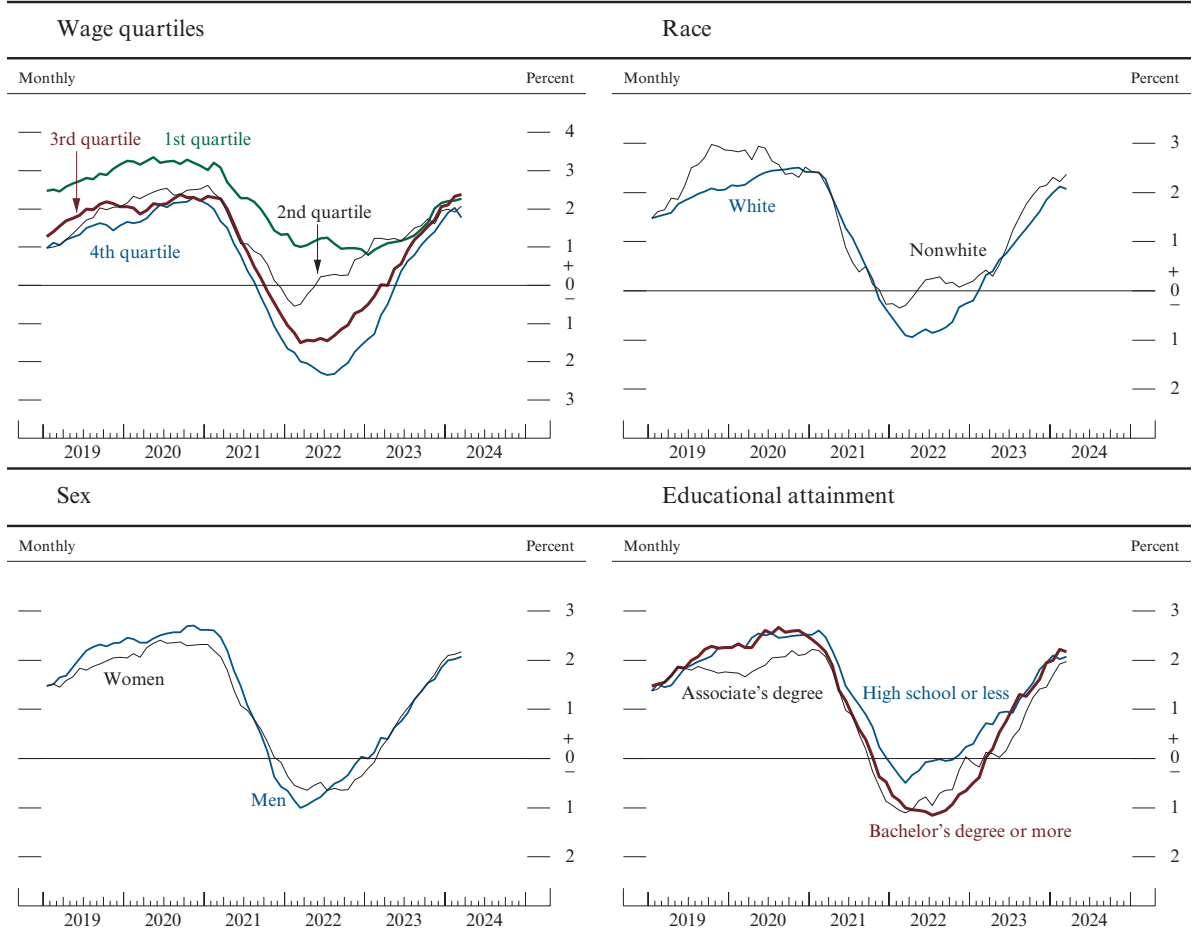 Wage quartiles
Monthly Percent
3rd quartile 1st quartile
2nd quartile
4th quartile
4
3
2
1
+
0
–
1
2
3
2019 2020 2021 2022 2023 2024
Race
Monthly Percent
White
Nonwhite
3
2
1
+
0
–
1
2
2019 2020 2021 2022 2023 2024
Sex
Monthly Percent
Women
Men
3
2
1
+
0
–
1
2
2019 2020 2021 2022 2023 2024
Educational attainment
Monthly Percent
Associate’s degree High school or less
Bachelor’s degree or more
3
2
1
+
0
–
1
2
2019 2020 2021 2022 2023 2024